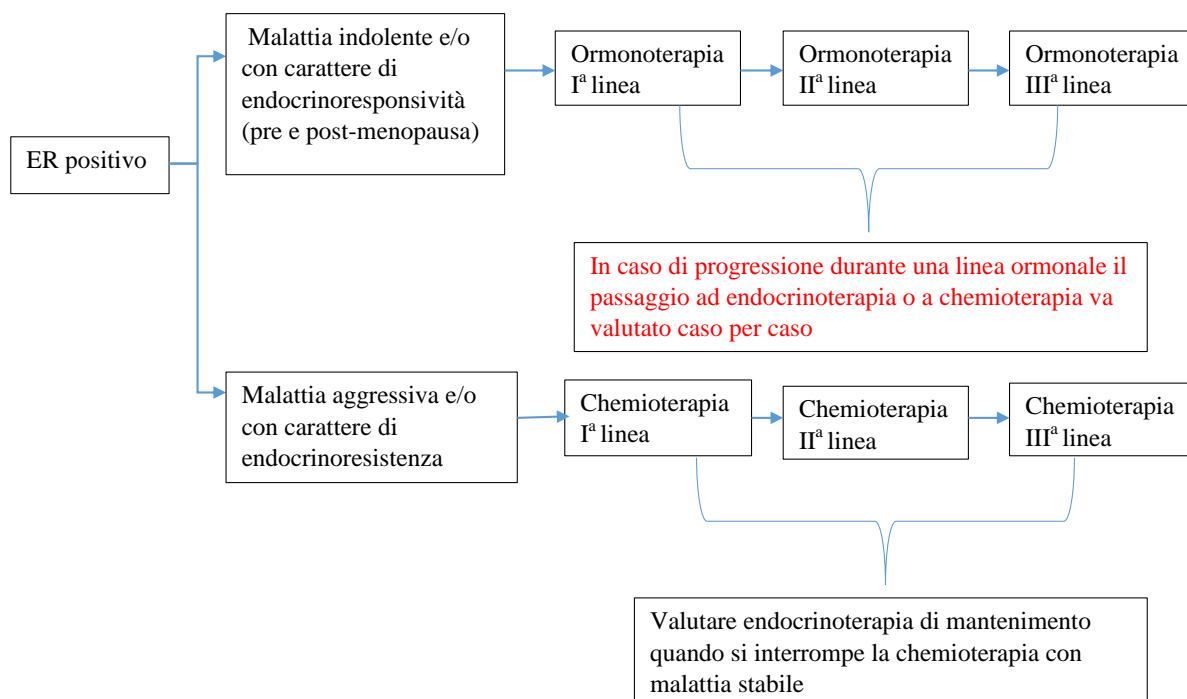 ER positivo
Malattia indolente e/o
con carattere di
endocrinoresponsività
(pre e post-menopausa)
Ormonoterapia
Iª linea
Ormonoterapia
IIª linea
Ormonoterapia
IIIª linea
In caso di progressione durante una linea ormonale il
passaggio ad endocrinoterapia o a chemioterapia va
valutato caso per caso
Malattia aggressiva e/o
con carattere di
endocrinoresistenza
Chemioterapia
Iª linea
Chemioterapia
IIª linea
Chemioterapia
IIIª linea
Valutare endocrinoterapia di mantenimento
quando si interrompe la chemioterapia con
malattia stabile